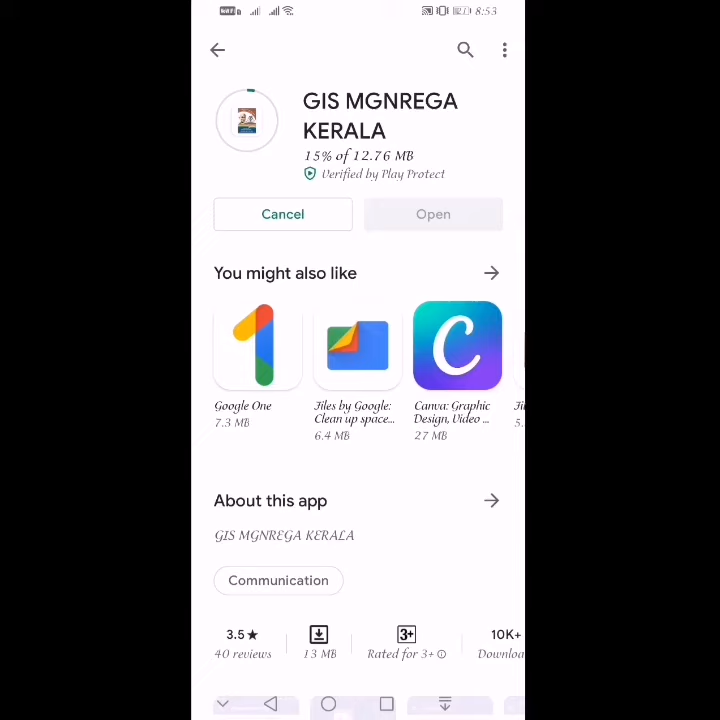 8:53
GIS MGNREGA
KERALA
15% of 12.76 MB
Verified by Play Protect
Cancel
Open
You might also like
Google One
7.3 MB
Files by Google:
Clean up space...
6.4 MB
Canva: Graphic
Design, Video ...
27 MB
5.
About this app
GIS MGNREGA KERALA
Communication
3.5★
40 reviews
13 MB
3+
Rated for 3+
10K+